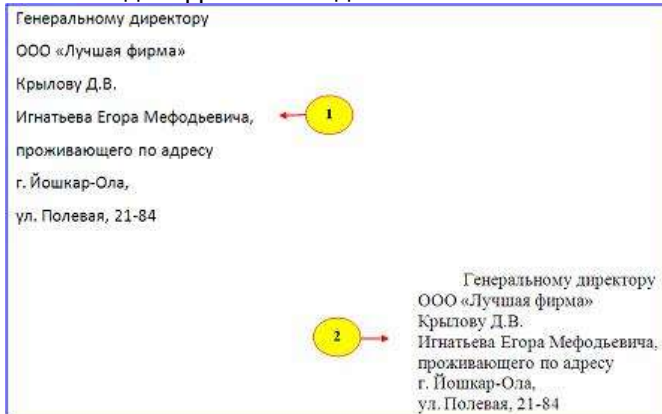 Генеральному директору
ООО «Лучшая фирма»
Крылову Д.В.
Игнатьева Егора Мефодьевича,
1
проживающего по адресу
г. Йошкар-Ола,
ул. Полевая, 21-84
Генеральному директору
ООО «Лучшая фирма»
Крылову Д.В.
2
Игнатьева Егора Мефодьевича,
проживающего по адресу
г. Йошкар-Ола,
ул. Полевая, 21-84